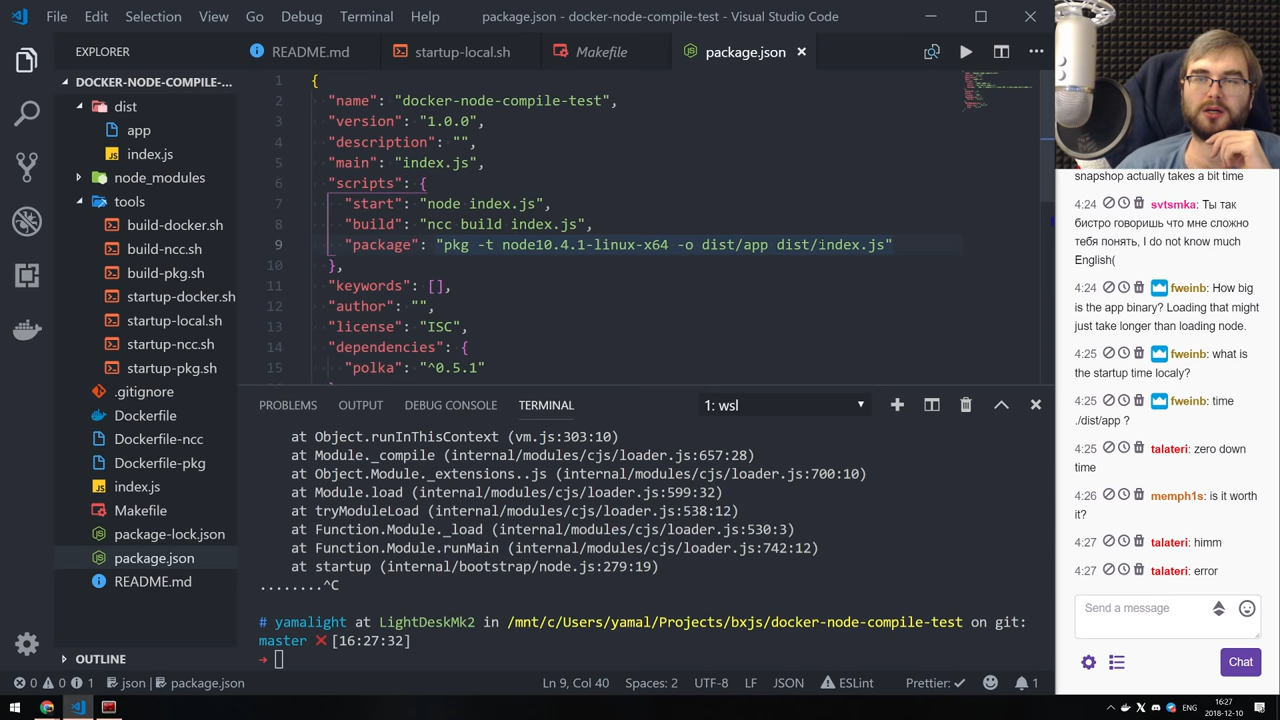 File Edit Selection View Go Debug Terminal Help package.json - docker-node-compile-test - Visual Studio Code
EXPLORER
README.md startup-local.sh Makefile package.json
DOCKER-NODE-COMPILE-...
dist
app
index.js
node_modules
tools
build-docker.sh
build-ncc.sh
build-pkg.sh
startup-docker.sh
startup-local.sh
startup-ncc.sh
startup-pkg.sh
.gitignore
Dockerfile
Dockerfile-ncc
Dockerfile-pkg
index.js
Makefile
package-lock.json
package.json
README.md
OUTLINE
1 {
2 "name": "docker-node-compile-test",
3 "version": "1.0.0",
4 "description": "",
5 "main": "index.js",
6 "scripts": {
7 "start": "node index.js",
8 "build": "ncc build index.js",
9 "package": "pkg -t node10.4.1-linux-x64 -o dist/app dist/index.js"
10 },
11 "keywords": [],
12 "author": "",
13 "license": "ISC",
14 "dependencies": {
15 "polka": "^0.5.1"
PROBLEMS OUTPUT DEBUG CONSOLE TERMINAL 1: wsl
at Object.runInThisContext (vm.js:303:10)
at Module._compile (internal/modules/cjs/loader.js:657:28)
at Object.Module._extensions..js (internal/modules/cjs/loader.js:700:10)
at Module.load (internal/modules/cjs/loader.js:599:32)
at tryModuleLoad (internal/modules/cjs/loader.js:538:12)
at Function.Module._load (internal/modules/cjs/loader.js:530:3)
at Function.Module.runMain (internal/modules/cjs/loader.js:742:12)
at startup (internal/bootstrap/node.js:279:19)
........^C
# yamalight at LightDeskMk2 in /mnt/c/Users/yamal/Projects/bxjs/docker-node-compile-test on git:
master ❌ [16:27:32]
→
0 0 1 json package.json Ln 9, Col 40 Spaces: 2 UTF-8 LF JSON ESLint Prettier: ✓ 1
snapshop actually takes a bit time
4:24 svtsmka: Ты так
бистро говоришь что мне сложно
тебя понять, I do not know much
English(
4:24 fweinb: How big
is the app binary? Loading that might
just take longer than loading node.
4:25 fweinb: what is
the startup time localy?
4:25 fweinb: time
./dist/app ?
4:25 talateri: zero down
time
4:26 memph1s: is it worth
it?
4:27 talateri: himm
4:27 talateri: error
Send a message
Chat
ENG
16:27
2018-12-10